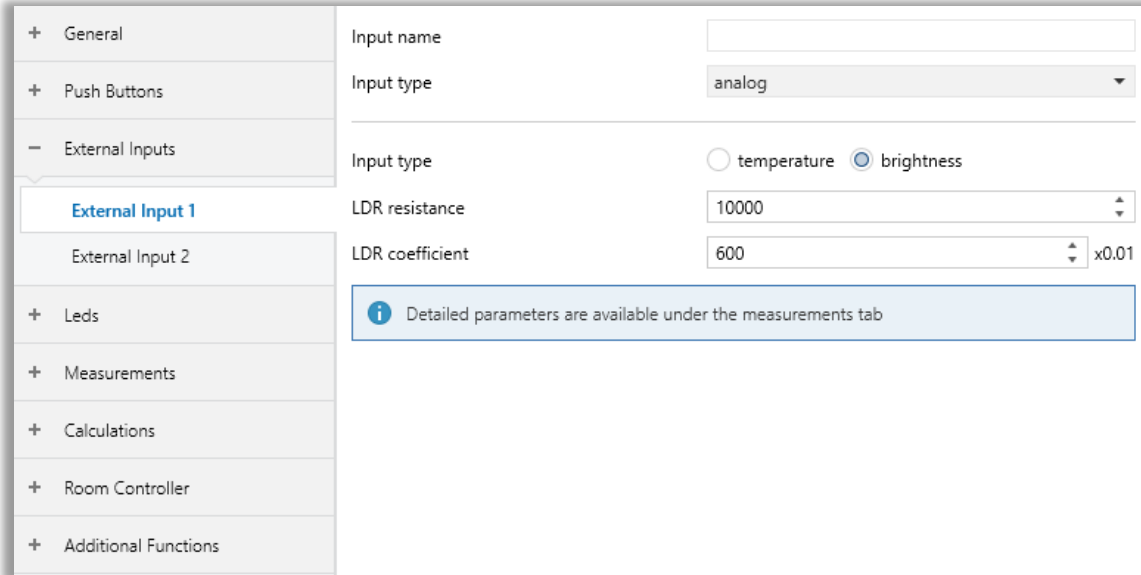 General
Push Buttons
External Inputs
External Input 1
External Input 2
Leds
Measurements
Calculations
Room Controller
Additional Functions
Input name
Input type analog
Input type temperature brightness
LDR resistance 10000
LDR coefficient 600 x0.01
Detailed parameters are available under the measurements tab